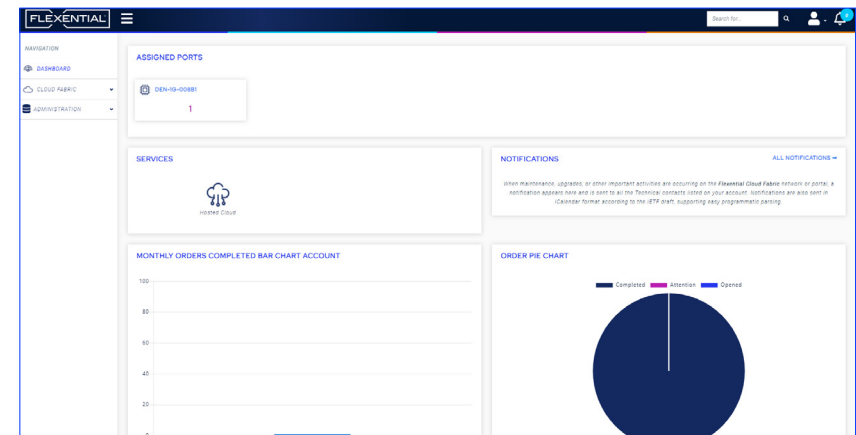 FLEXENTIAL
Search for...
NAVIGATION
DASHBOARD
CLOUD FABRIC
ADMINISTRATION
ASSIGNED PORTS
DEN-1G-00881
1
SERVICES
Hosted Cloud
NOTIFICATIONS
ALL NOTIFICATIONS
When maintenance, upgrades, or other important activities are occurring on the Flexential Cloud Fabric network or portal, a
notification appears here and is sent to all the Technical contacts listed on your account. Notifications are also sent in
iCalendar format according to the IETF draft, supporting easy programmatic parsing.
MONTHLY ORDERS COMPLETED BAR CHART ACCOUNT
100
80
60
40
20
0
ORDER PIE CHART
Completed Attention Opened